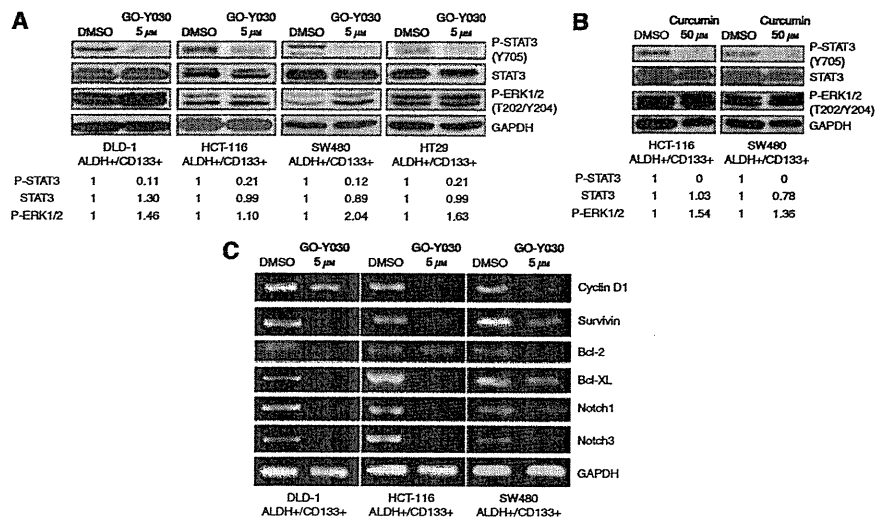 A
GO-Y030 GO-Y030 GO-Y030 GO-Y030
DMSO 5 μM DMSO 5 μM DMSO 5 μM DMSO 5 μM
P-STAT3
(Y705)
STAT3
P-ERK1/2
(T202/Y204)
GAPDH
DLD-1 HCT-116 SW480 HT29
ALDH+/CD133+ ALDH+/CD133+ ALDH+/CD133+ ALDH+/CD133+
P-STAT3 1 0.11 1 0.21 1 0.12 1 0.21
STAT3 1 1.30 1 0.99 1 0.89 1 0.99
P-ERK1/2 1 1.46 1 1.10 1 2.04 1 1.63
B
Curcumin Curcumin
DMSO 50 μM DMSO 50 μM
P-STAT3
(Y705)
STAT3
P-ERK1/2
(T202/Y204)
GAPDH
HCT-116 SW480
ALDH+/CD133+ ALDH+/CD133+
P-STAT3 1 0 1 0
STAT3 1 1.03 1 0.78
P-ERK1/2 1 1.54 1 1.36
C
GO-Y030 GO-Y030 GO-Y030
DMSO 5 μM DMSO 5 μM DMSO 5 μM
Cyclin D1
Survivin
Bcl-2
Bcl-XL
Notch1
Notch3
GAPDH
DLD-1 HCT-116 SW480
ALDH+/CD133+ ALDH+/CD133+ ALDH+/CD133+